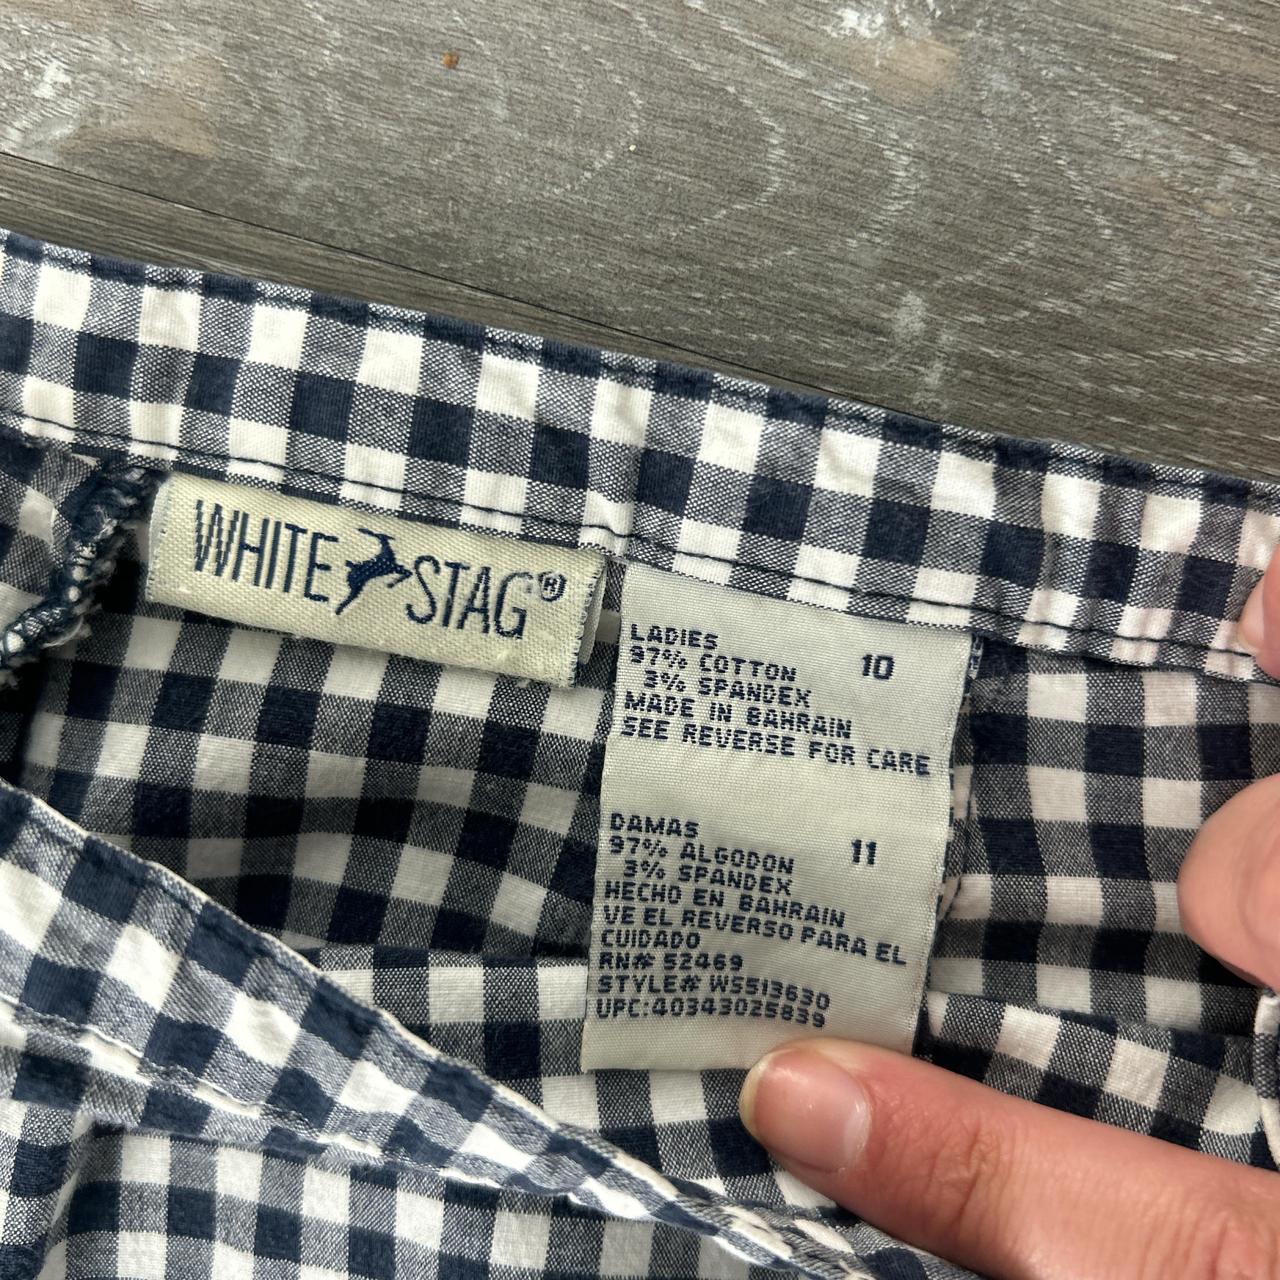 WHITE STAG®
LADIES 10
97% COTTON
3% SPANDEX
MADE IN BAHRAIN
SEE REVERSE FOR CARE
DAMAS 11
97% ALGODON
3% SPANDEX
HECHO EN BAHRAIN
VE EL REVERSO PARA EL
CUIDADO
RN# 52469
STYLE# WS513630
UPC:40343025839